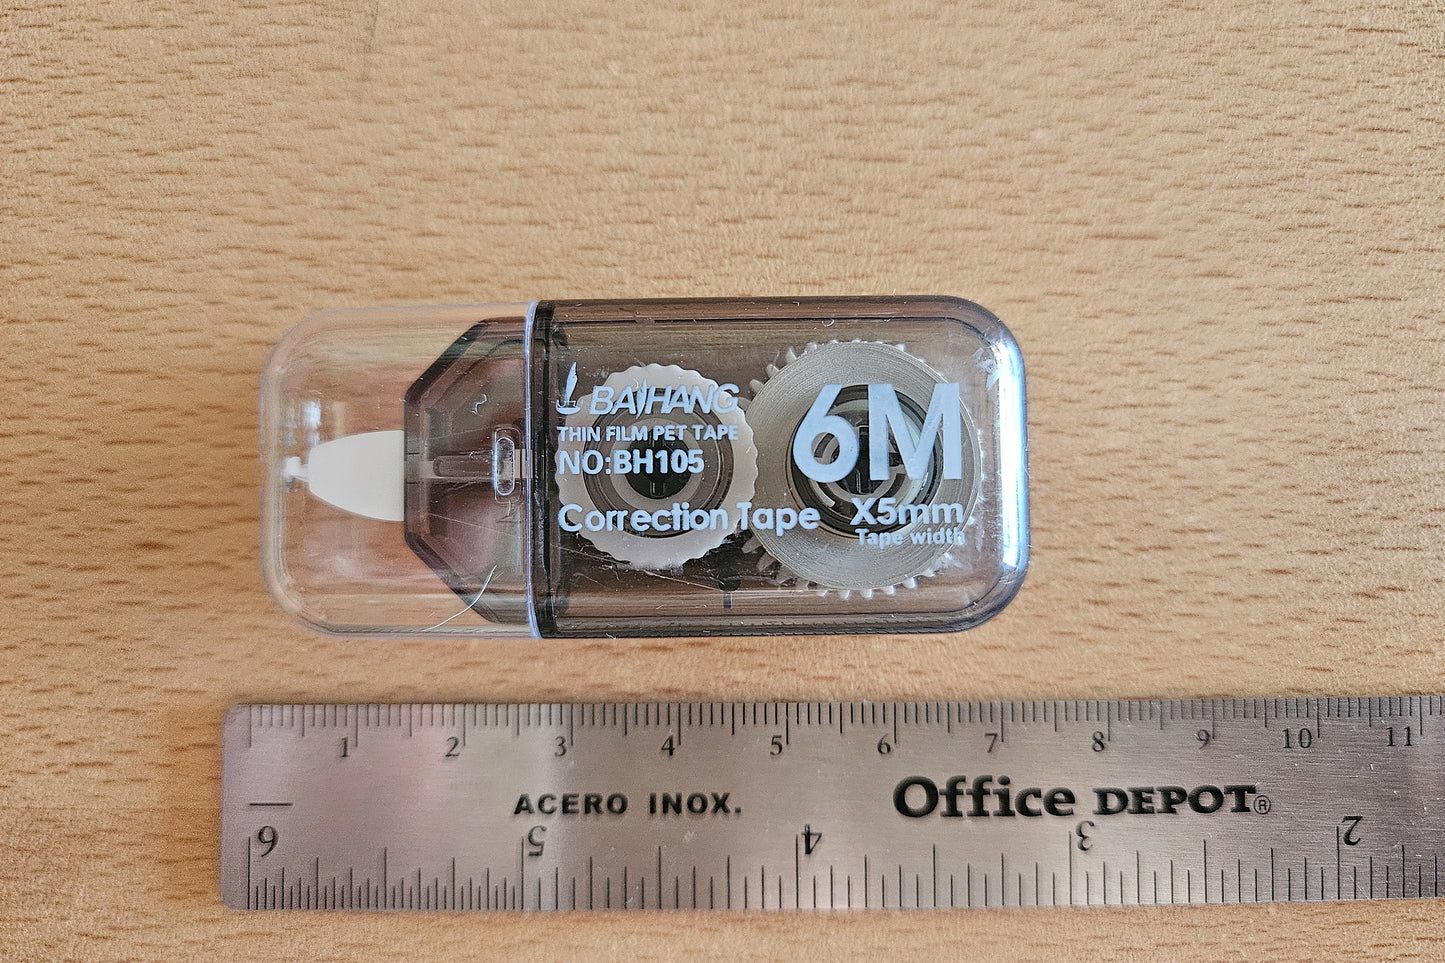 BAIHANG
THIN FILM PET TAPE
NO:BH105
Correction Tape
6M
X5mm
Tape width
1 2 3 4 5 6 7 8 9 10 11
ACERO INOX.
Office DEPOT®
6 5 4 3 2